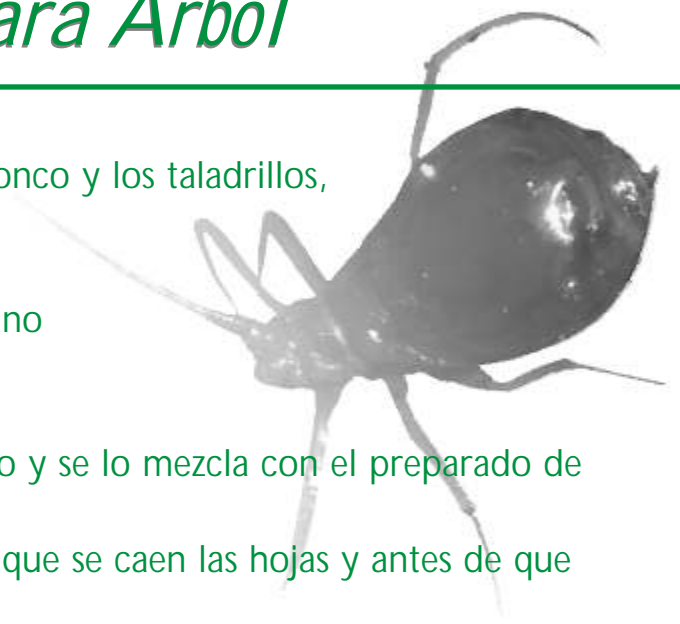 ara Árbol
onco y los taladrillos,
no
o y se lo mezcla con el preparado de
que se caen las hojas y antes de que